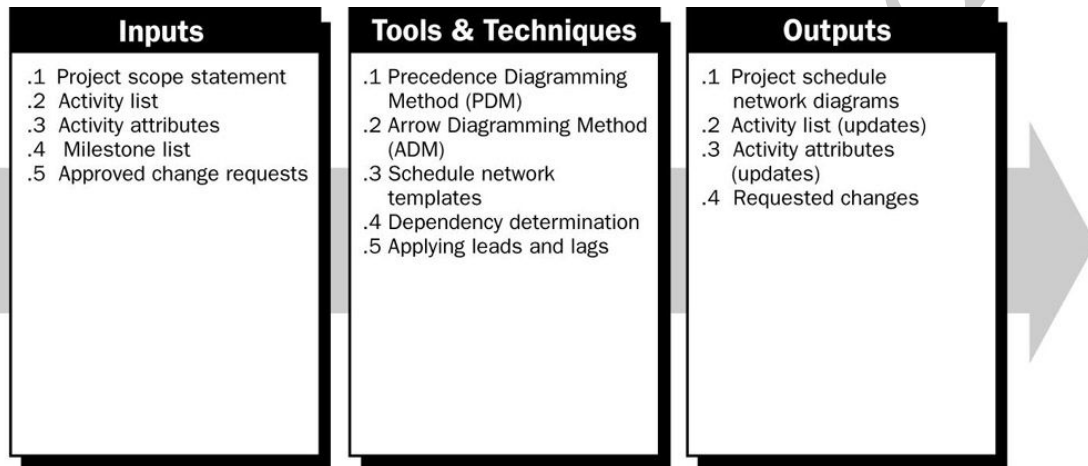 Inputs
.1 Project scope statement
.2 Activity list
.3 Activity attributes
.4 Milestone list
.5 Approved change requests
Tools & Techniques
.1 Precedence Diagramming
Method (PDM)
.2 Arrow Diagramming Method
(ADM)
.3 Schedule network
templates
.4 Dependency determination
.5 Applying leads and lags
Outputs
.1 Project schedule
network diagrams
.2 Activity list (updates)
.3 Activity attributes
(updates)
.4 Requested changes